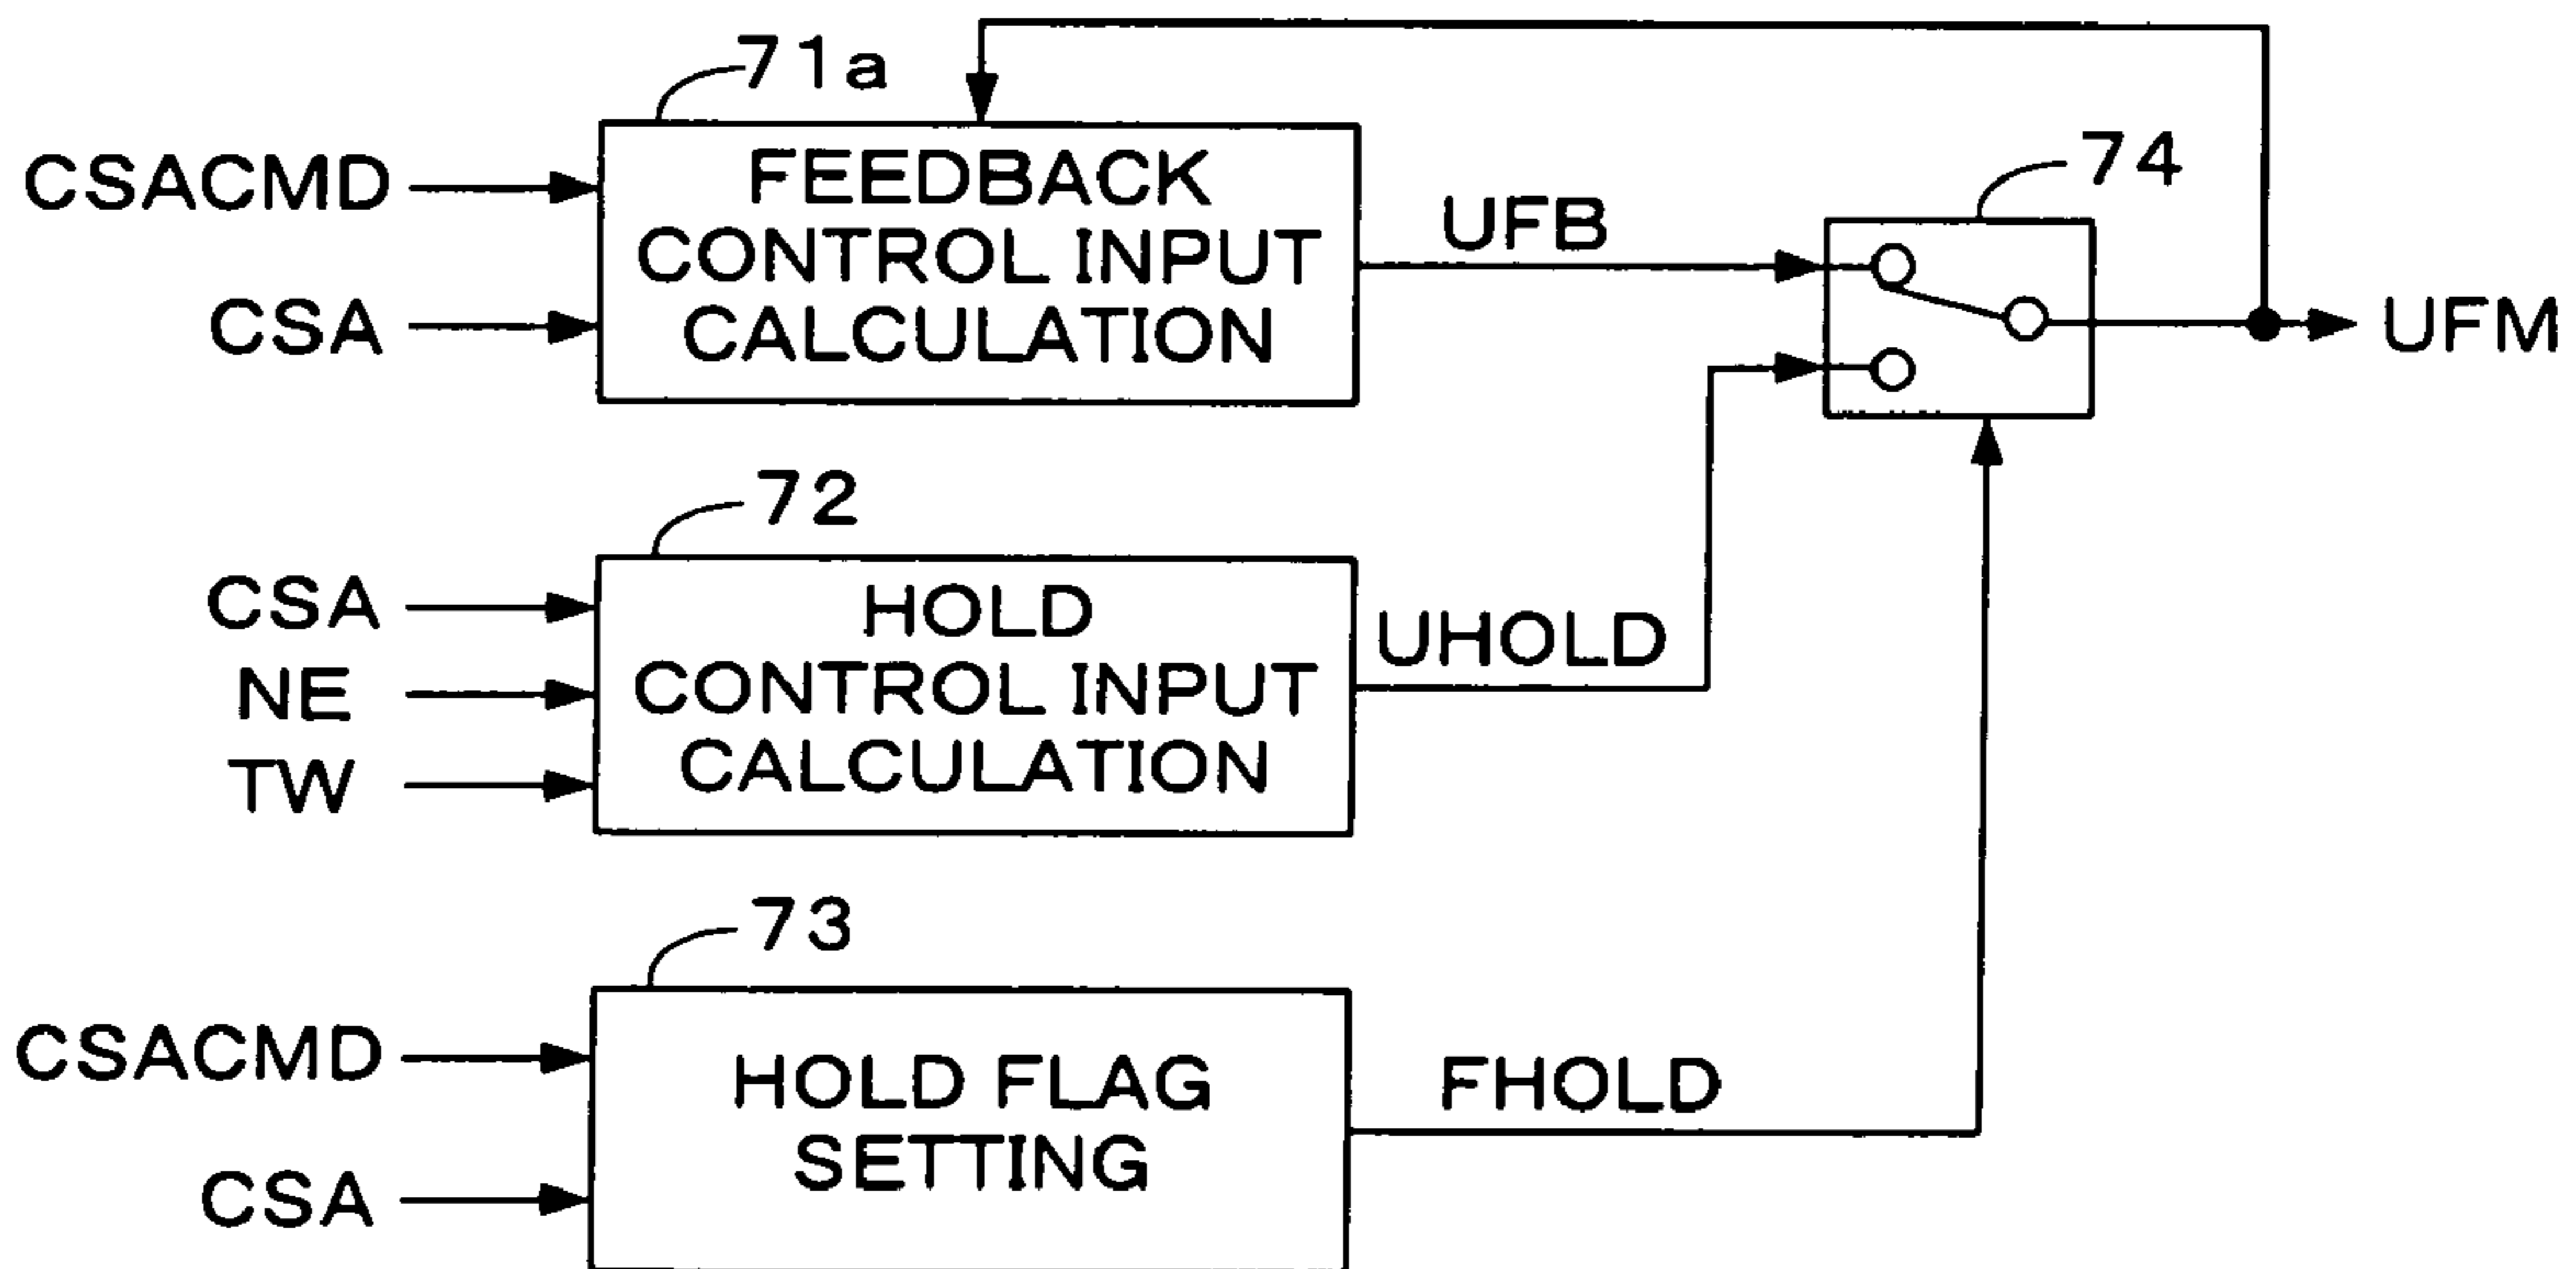 71a
CSACMD
CSA
FEEDBACK
CONTROL INPUT
CALCULATION
UFB
74
UFM
72
CSA
NE
TW
HOLD
CONTROL INPUT
CALCULATION
UHOLD
73
CSACMD
CSA
HOLD FLAG
SETTING
FHOLD